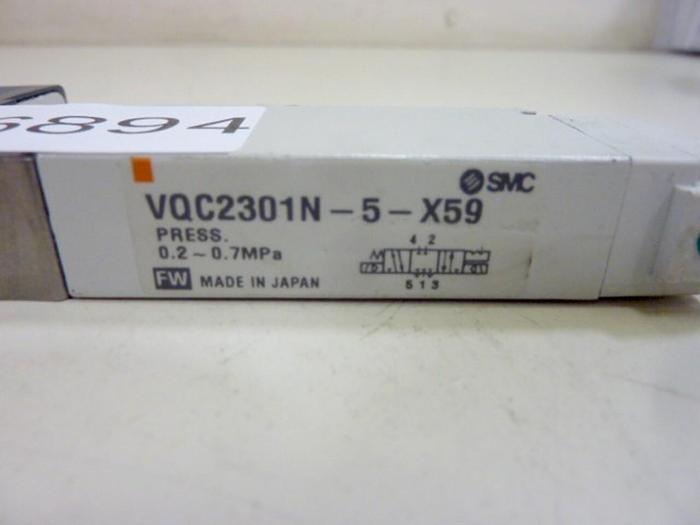 6894
SMC
VQC2301N-5-X59
PRESS.
0.2~0.7MPa
4 2
5 1 3
FW MADE IN JAPAN